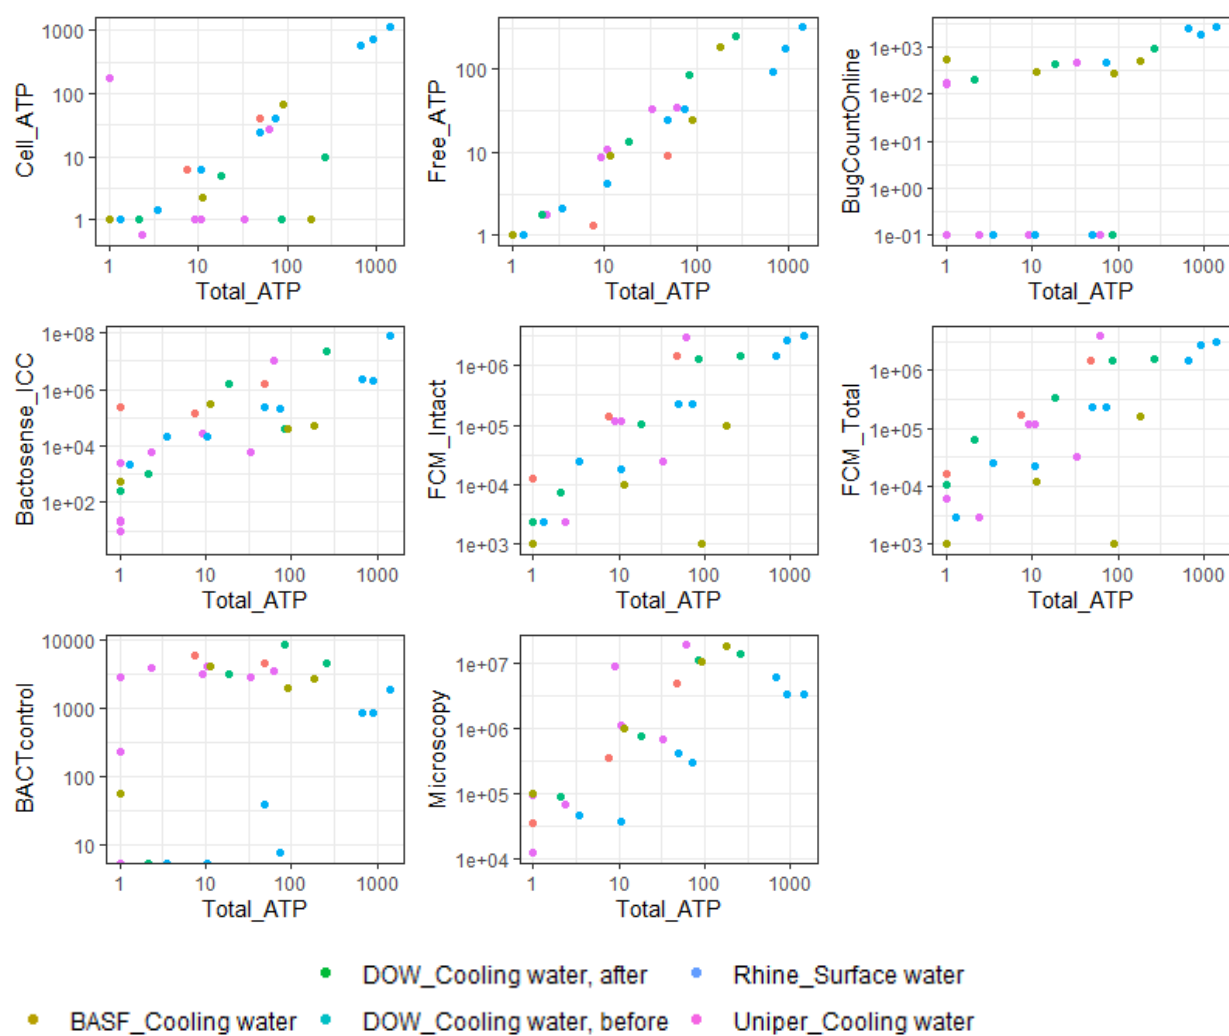 1000
100
10
1
Cell_ATP
1 10 100 1000
Total_ATP
100
10
1
Free_ATP
1 10 100 1000
Total_ATP
1e+03
1e+02
1e+01
1e+00
1e-01
BugCountOnline
1 10 100 1000
Total_ATP
1e+08
1e+06
1e+04
1e+02
Bactosense_ICC
1 10 100 1000
Total_ATP
1e+06
1e+05
1e+04
1e+03
FCM_Intact
1 10 100 1000
Total_ATP
1e+06
1e+05
1e+04
1e+03
FCM_Total
1 10 100 1000
Total_ATP
10000
1000
100
10
BACTcontrol
1 10 100 1000
Total_ATP
1e+07
1e+06
1e+05
1e+04
Microscopy
1 10 100 1000
Total_ATP
DOW_Cooling water, after Rhine_Surface water
BASF_Cooling water DOW_Cooling water, before Uniper_Cooling water